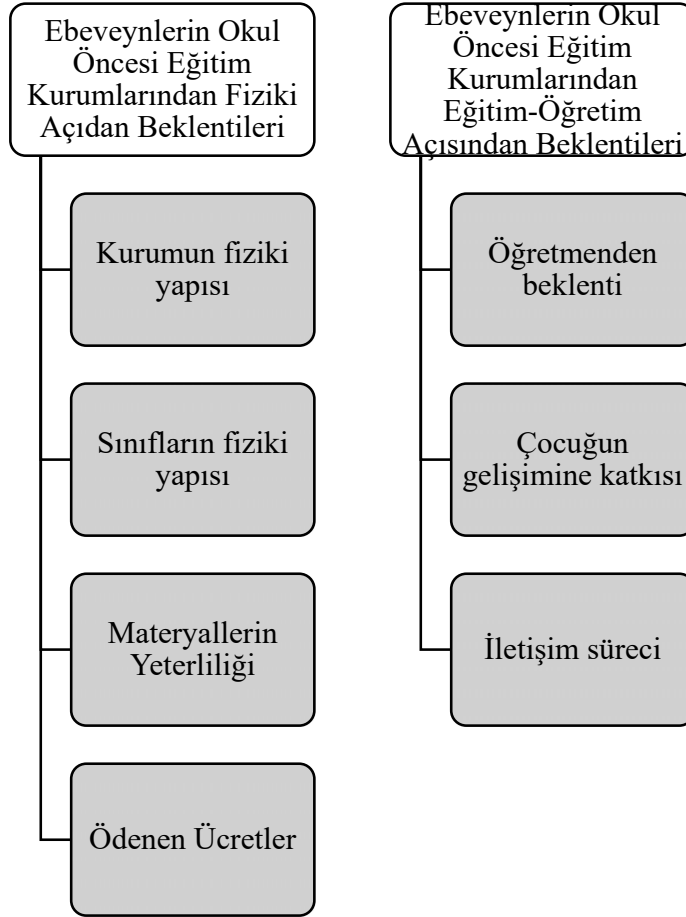 Ebeveynlerin Okul
Öncesi Eğitim
Kurumlarından Fiziki
Açıdan Beklentileri
Kurumun fiziki
yapısı
Sınıfların fiziki
yapısı
Materyallerin
Yeterliliği
Ödenen Ücretler
Ebeveynlerin Okul
Öncesi Eğitim
Kurumlarından
Eğitim-Öğretim
Açısından Beklentileri
Öğretmenden
beklenti
Çocuğun
gelişimine katkısı
İletişim süreci